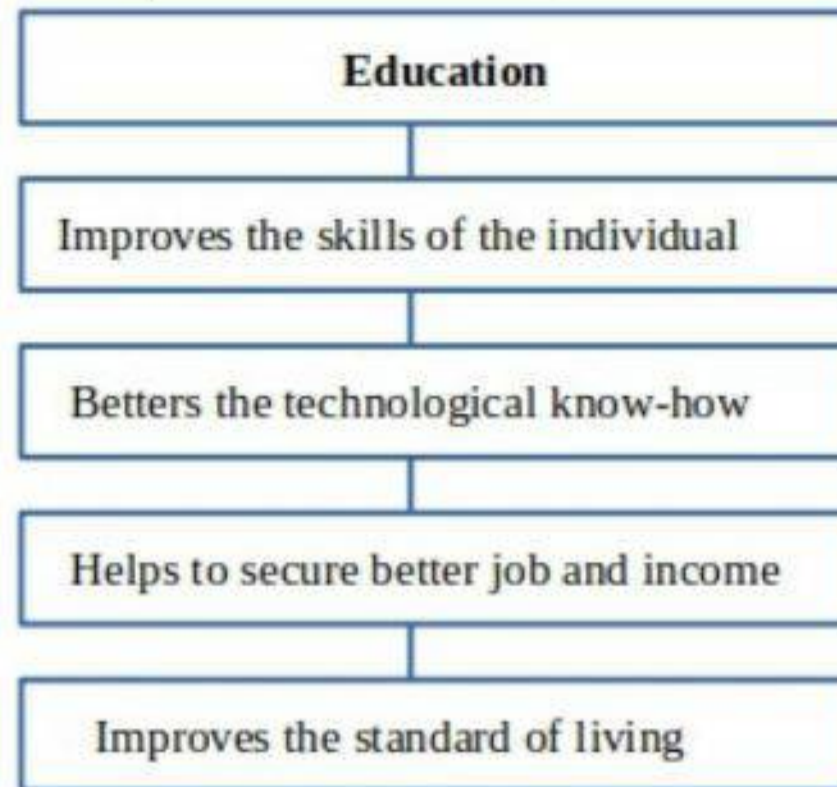 Education
Improves the skills of the individual
Betters the technological know-how
Helps to secure better job and income
Improves the standard of living